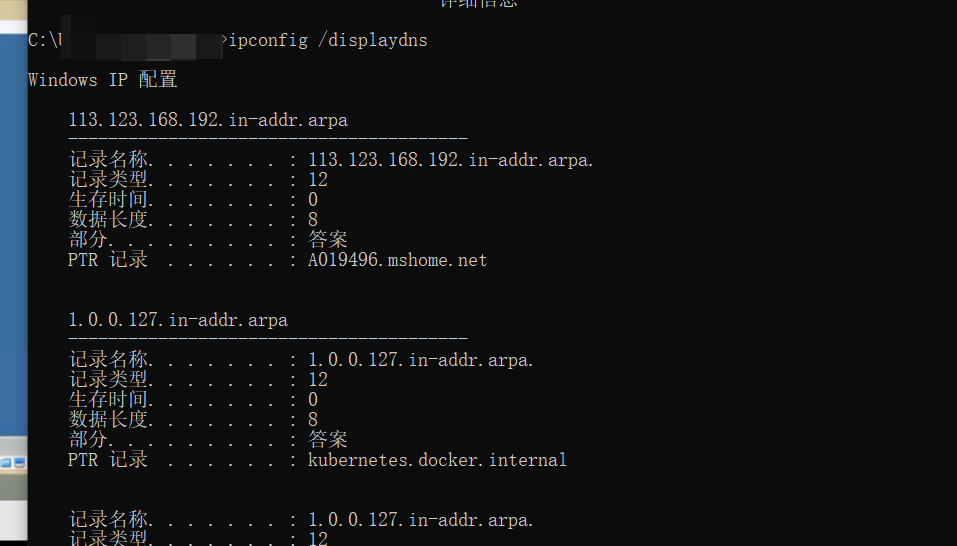 详细信息
C:\>ipconfig /displaydns
Windows IP 配置
113.123.168.192.in-addr.arpa
----------------------------------------
记录名称. . . . . . . : 113.123.168.192.in-addr.arpa.
记录类型. . . . . . . : 12
生存时间. . . . . . . : 0
数据长度. . . . . . . : 8
部分. . . . . . . . . : 答案
PTR 记录  . . . . . . : A019496.mshome.net
1.0.0.127.in-addr.arpa
----------------------------------------
记录名称. . . . . . . : 1.0.0.127.in-addr.arpa.
记录类型. . . . . . . : 12
生存时间. . . . . . . : 0
数据长度. . . . . . . : 8
部分. . . . . . . . . : 答案
PTR 记录  . . . . . . : kubernetes.docker.internal
记录名称. . . . . . . : 1.0.0.127.in-addr.arpa.
记录类型. . . . . . . : 12